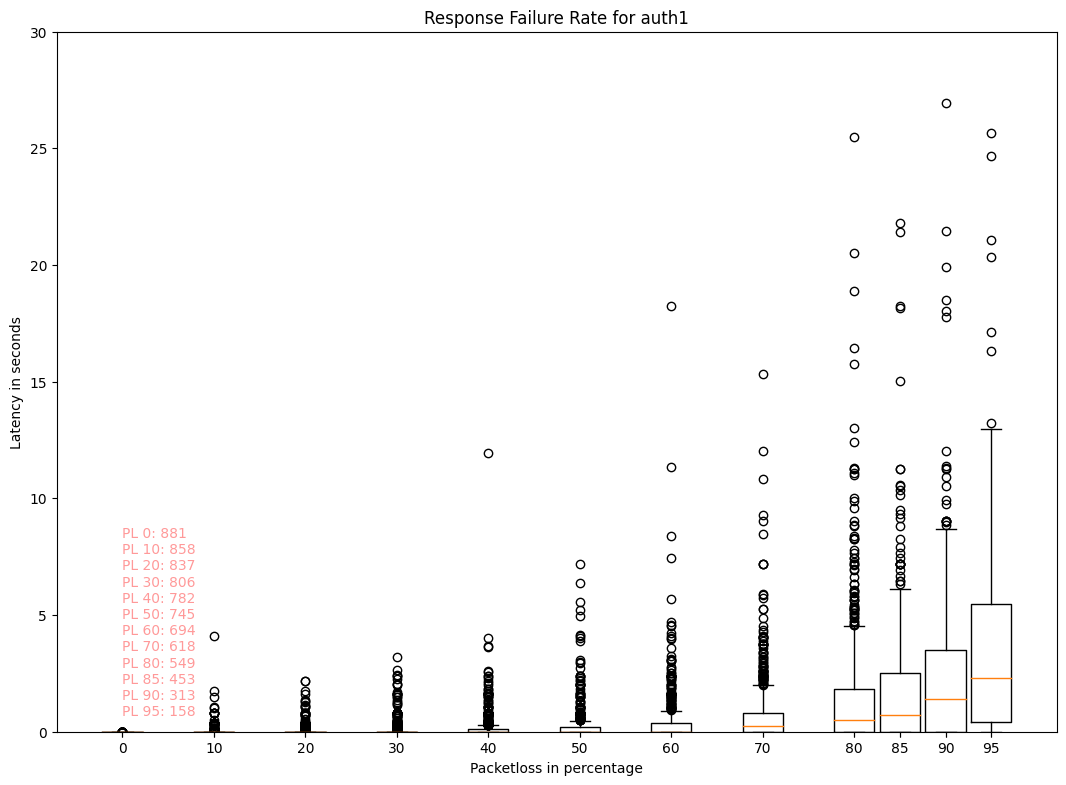 Response Failure Rate for auth1
30
25
20
15
10
5
0
Latency in seconds
PL 0: 881
PL 10: 858
PL 20: 837
PL 30: 806
PL 40: 782
PL 50: 745
PL 60: 694
PL 70: 618
PL 80: 549
PL 85: 453
PL 90: 313
PL 95: 158
0 10 20 30 40 50 60 70 80 85 90 95
Packetloss in percentage